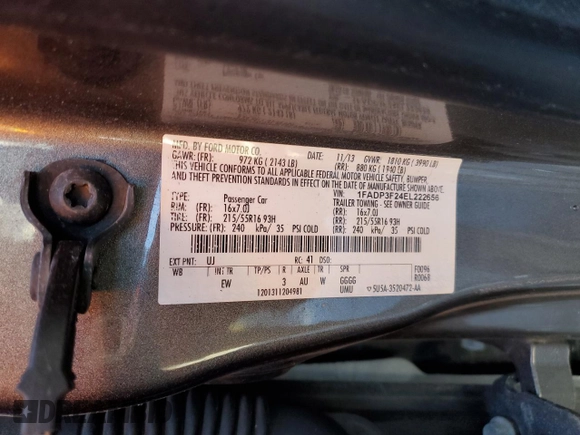 MFD. BY FORD MOTOR CO.
DATE: 11/13 GVWR: 1810 KG ( 3990 LB)
GAWR: (FR): 972 KG ( 2143 LB) (RR): 880 KG ( 1940 LB)
THIS VEHICLE CONFORMS TO ALL APPLICABLE FEDERAL MOTOR VEHICLE SAFETY, BUMPER,
AND THEFT PREVENTION STANDARDS IN EFFECT ON THE DATE OF MANUFACTURE SHOWN ABOVE.
VIN: 1FADP3F24EL222656
TYPE: Passenger Car TRAILER TOWING - SEE OWNER GUIDE
RIM: (FR): 16x7.0J (RR): 16x7.0J
TIRE: (FR): 215/55R16 93H (RR): 215/55R16 93H
PRESSURE: (FR): 240 kPa/ 35 PSI COLD (RR): 240 kPa/ 35 PSI COLD
EXT PNT: UJ RC: 41 DSO:
WB INT TR TP/PS R AXLE TR SPR F0096
EW 3 AU W GGGG R0060
1201311204981 UMU 5U5A-3520472-AA